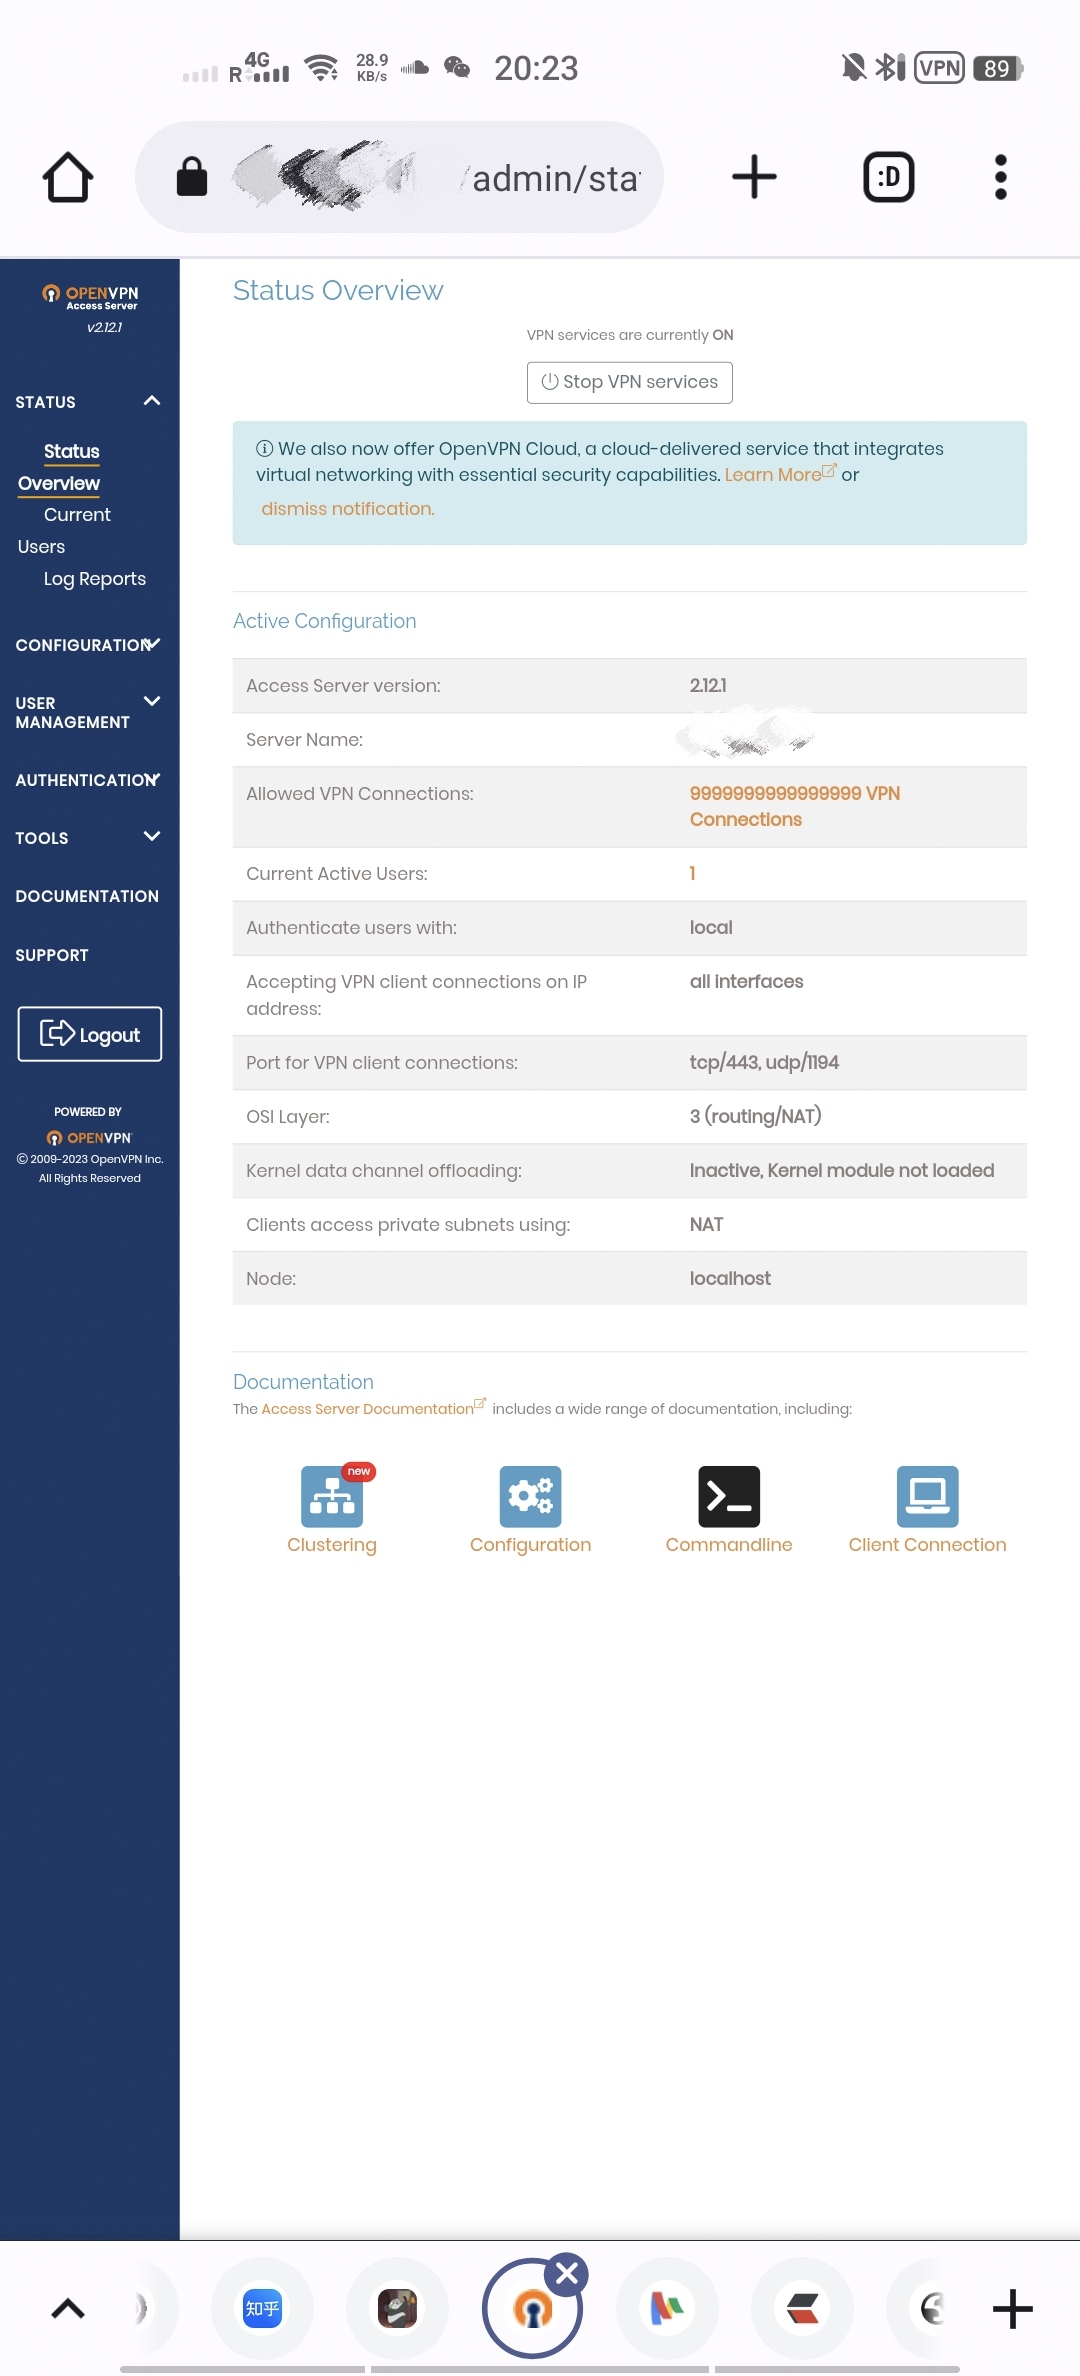 4G
R
28.9
KB/s
20:23
VPN
89
/admin/sta
:D
OPENVPN
Access Server
v2.12.1
STATUS
Status
Overview
Current
Users
Log Reports
CONFIGURATION
USER
MANAGEMENT
AUTHENTICATION
TOOLS
DOCUMENTATION
SUPPORT
Logout
POWERED BY
OPENVPN
© 2009-2023 OpenVPN Inc.
All Rights Reserved
Status Overview
VPN services are currently ON
Stop VPN services
We also now offer OpenVPN Cloud, a cloud-delivered service that integrates
virtual networking with essential security capabilities. Learn More or
dismiss notification.
Active Configuration
Access Server version: 2.12.1
Server Name:
Allowed VPN Connections: 9999999999999999 VPN
Connections
Current Active Users: 1
Authenticate users with: local
Accepting VPN client connections on IP
address: all interfaces
Port for VPN client connections: tcp/443, udp/1194
OSI Layer: 3 (routing/NAT)
Kernel data channel offloading: Inactive, Kernel module not loaded
Clients access private subnets using: NAT
Node: localhost
Documentation
The Access Server Documentation includes a wide range of documentation, including:
new
Clustering
Configuration
Commandline
Client Connection
知乎